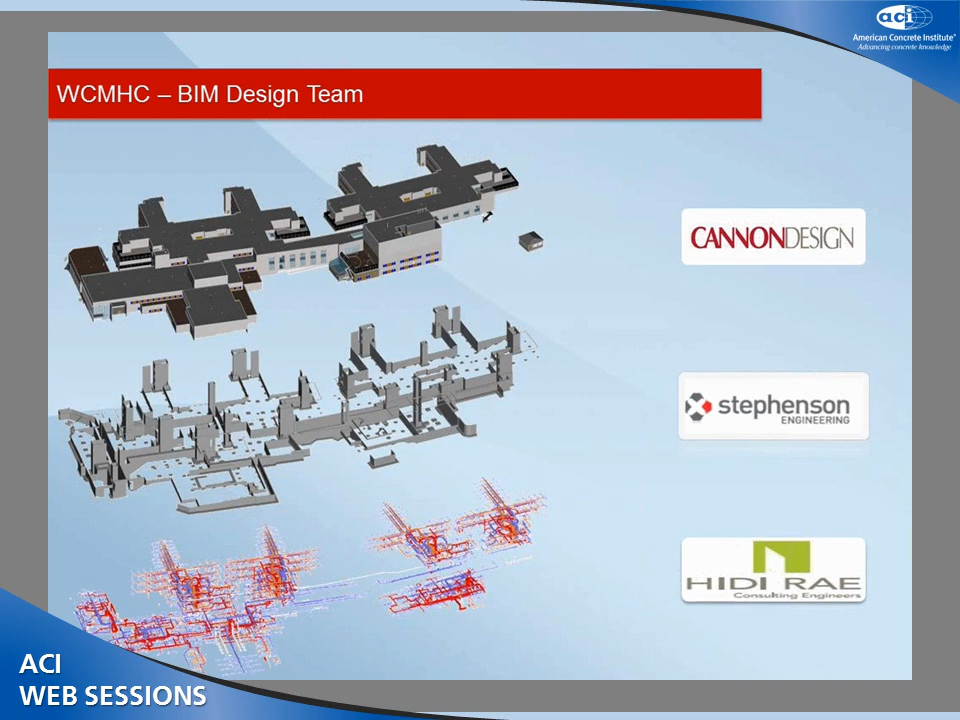 aci
American Concrete Institute®
Advancing concrete knowledge
WCMHC – BIM Design Team
CANNONDESIGN
stephenson
ENGINEERING
HIDI RAE
Consulting Engineers
ACI
WEB SESSIONS